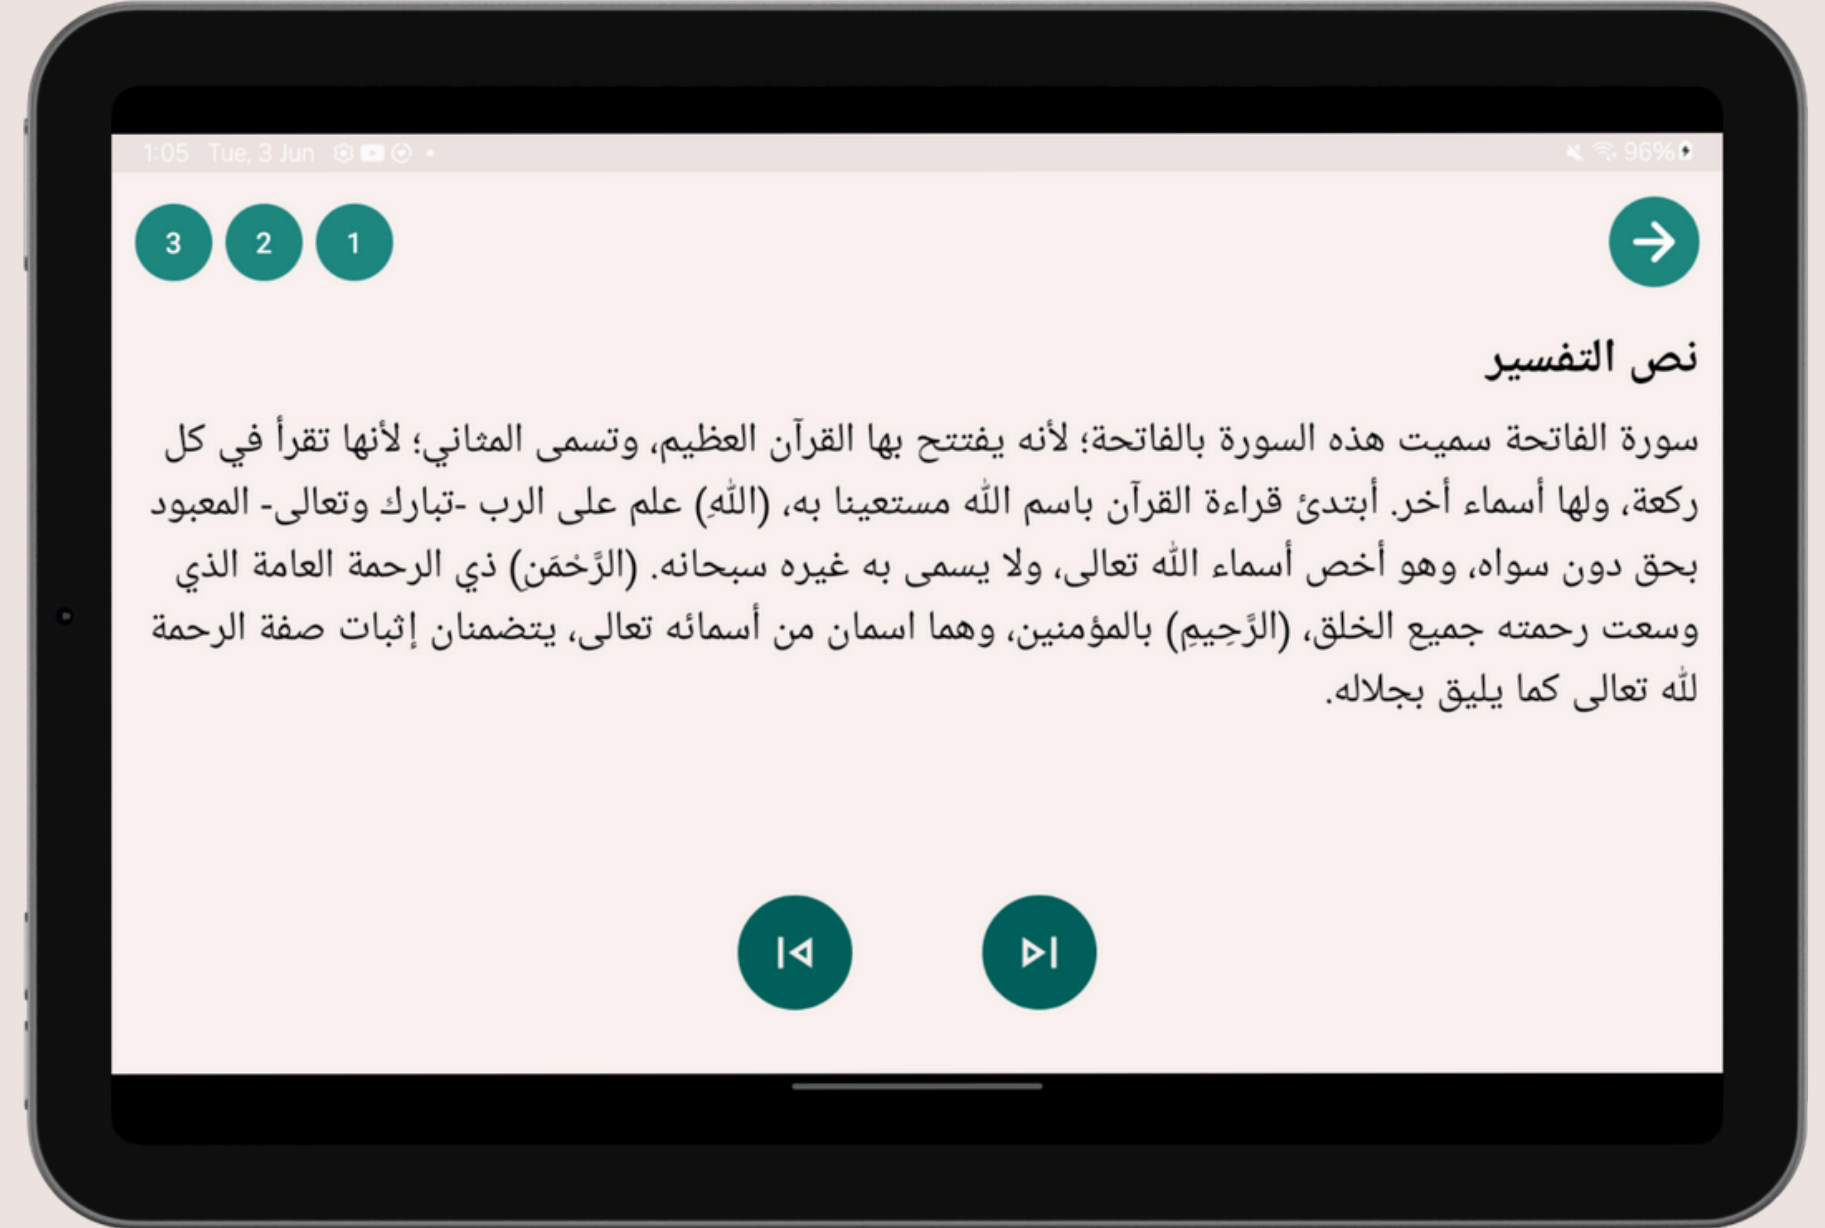 1:05 Tue, 3 Jun
96%
3 2 1
نص التفسير
سورة الفاتحة سميت هذه السورة بالفاتحة؛ لأنه يفتتح بها القرآن العظيم، وتسمى المثاني؛ لأنها تقرأ في كل
ركعة، ولها أسماء أخر. أبتدئ قراءة القرآن باسم الله مستعينا به، (اللهِ) علم على الرب -تبارك وتعالى- المعبود
بحق دون سواه، وهو أخص أسماء الله تعالى، ولا يسمى به غيره سبحانه. (الرَّحْمَنِ) ذي الرحمة العامة الذي
وسعت رحمته جميع الخلق، (الرَّحِيمِ) بالمؤمنين، وهما اسمان من أسمائه تعالى، يتضمنان إثبات صفة الرحمة
لله تعالى كما يليق بجلاله.